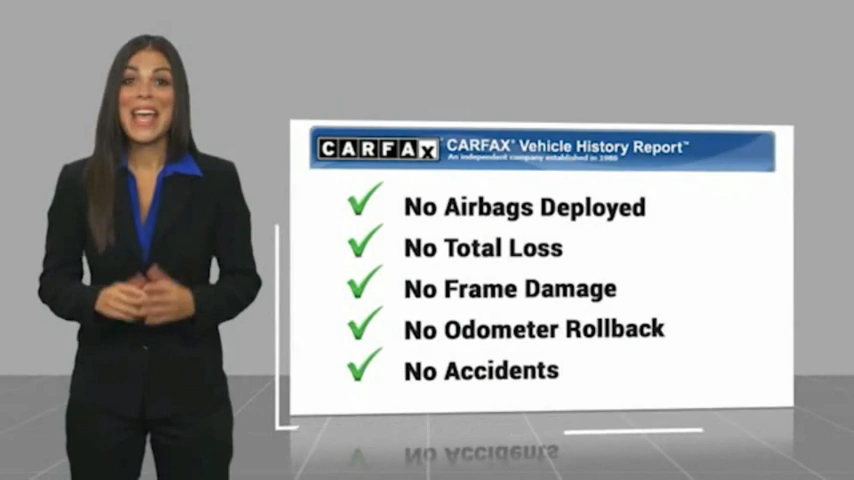 CARFAX
CARFAX® Vehicle History Report™
An independent company established in 1986
No Airbags Deployed
No Total Loss
No Frame Damage
No Odometer Rollback
No Accidents
No Accidents